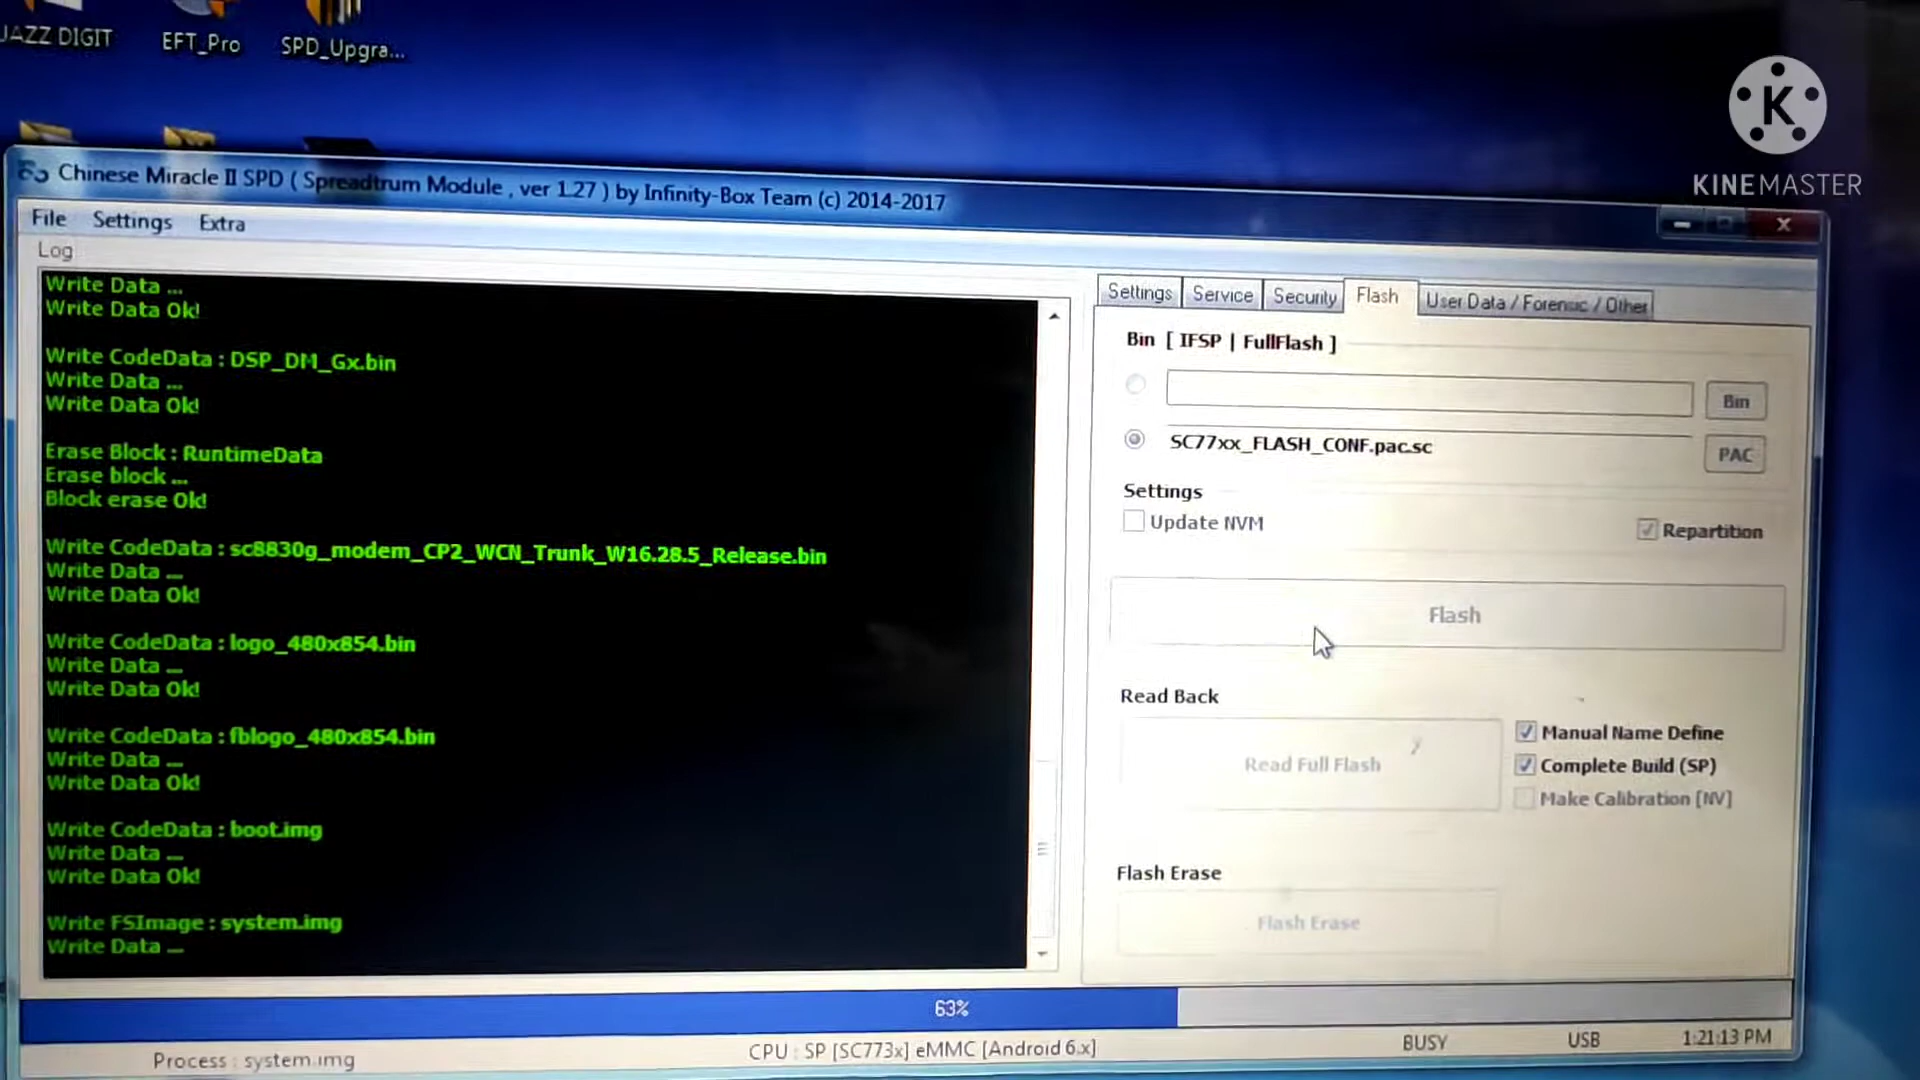 JAZZ DIGIT
EFT_Pro
SPD_Upgra...
K
KINEMASTER
Chinese Miracle II SPD ( Spreadtrum Module , ver 1.27 ) by Infinity-Box Team (c) 2014-2017
File Settings Extra
Log
Write Data ...
Write Data Ok!
Write CodeData : DSP_DM_Gx.bin
Write Data ...
Write Data Ok!
Erase Block : RuntimeData
Erase block ...
Block erase Ok!
Write CodeData : sc8830g_modem_CP2_WCN_Trunk_W16.28.5_Release.bin
Write Data ...
Write Data Ok!
Write CodeData : logo_480x854.bin
Write Data ...
Write Data Ok!
Write CodeData : fblogo_480x854.bin
Write Data ...
Write Data Ok!
Write CodeData : boot.img
Write Data ...
Write Data Ok!
Write FSImage : system.img
Write Data ...
Settings Service Security Flash User Data / Forensic / Other
Bin [ IFSP | FullFlash ]
Bin
SC77xx_FLASH_CONF.pac.sc
PAC
Settings
Update NVM
Repartition
Flash
Read Back
Read Full Flash
Manual Name Define
Complete Build (SP)
Make Calibration [NV]
Flash Erase
Flash Erase
63%
Process : system.img
CPU : SP [SC773x] eMMC [Android 6.x]
BUSY
USB
1:21:13 PM